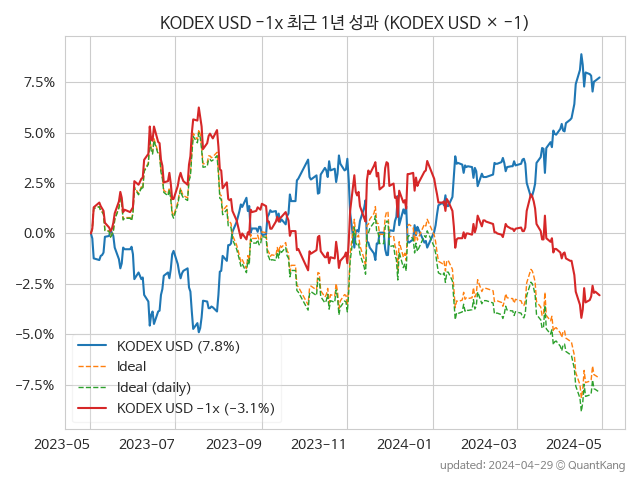 KODEX USD -1x 최근 1년 성과 (KODEX USD × -1)
7.5%
5.0%
2.5%
0.0%
-2.5%
-5.0%
-7.5%
KODEX USD (7.8%)
Ideal
Ideal (daily)
KODEX USD -1x (-3.1%)
2023-05 2023-07 2023-09 2023-11 2024-01 2024-03 2024-05
updated: 2024-04-29 © QuantKang